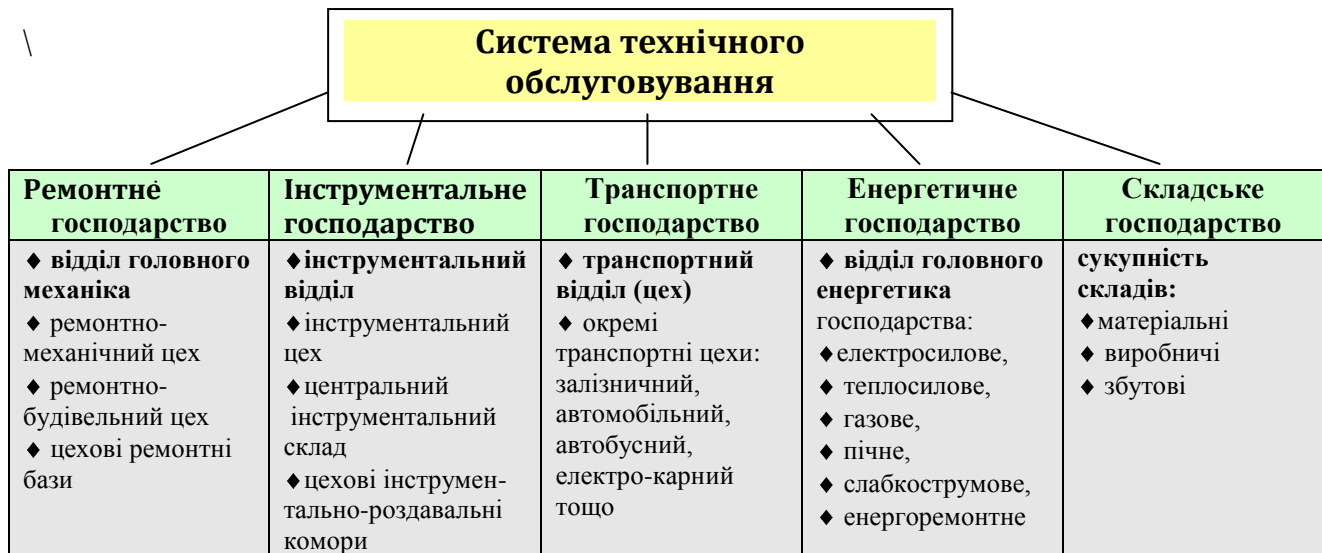 \
Система технічного
обслуговування
Ремонтне
господарство
♦ відділ головного
механіка
♦ ремонтно-
механічний цех
♦ ремонтно-
будівельний цех
♦ цехові ремонтні
бази
Інструментальне
господарство
♦інструментальний
відділ
♦інструментальний
цех
♦центральний
інструментальний
склад
♦цехові інструмен-
тально-роздавальні
комори
Транспортне
господарство
♦ транспортний
відділ (цех)
♦ окремі
транспортні цехи:
залізничний,
автомобільний,
автобусний,
електро-карний
тощо
Енергетичне
господарство
♦ відділ головного
енергетика
господарства:
♦електросилове,
♦ теплосилове,
♦ газове,
♦ пічне,
♦ слабкострумове,
♦ енергоремонтне
Складське
господарство
сукупність
складів:
♦матеріальні
♦ виробничі
♦ збутові